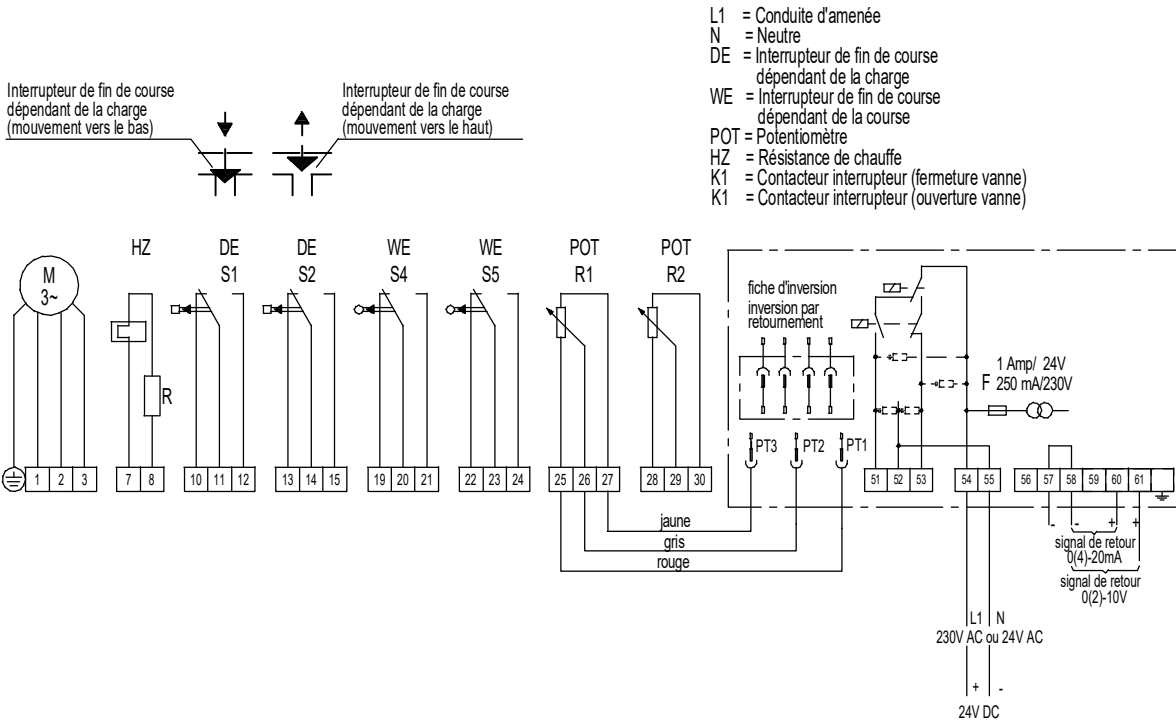 L1 = Conduite d'amenée
N = Neutre
DE = Interrupteur de fin de course
dépendant de la charge
WE = Interrupteur de fin de course
dépendant de la course
POT = Potentiomètre
HZ = Résistance de chauffe
K1 = Contacteur interrupteur (fermeture vanne)
K1 = Contacteur interrupteur (ouverture vanne)
Interrupteur de fin de course
dépendant de la charge
(mouvement vers le bas)
Interrupteur de fin de course
dépendant de la charge
(mouvement vers le haut)
HZ DE DE WE WE POT POT
S1 S2 S4 S5 R1 R2
M
3~
R
fiche d'inversion
inversion par
retournement
1 Amp/ 24V
F 250 mA/230V
PT3 PT2 PT1
1 2 3 7 8 10 11 12 13 14 15 19 20 21 22 23 24 25 26 27 28 29 30 51 52 53 54 55 56 57 58 59 60 61
jaune
gris
rouge
- - + +
signal de retour
0(4)-20mA
signal de retour
0(2)-10V
L1 N
230V AC ou 24V AC
+ -
24V DC